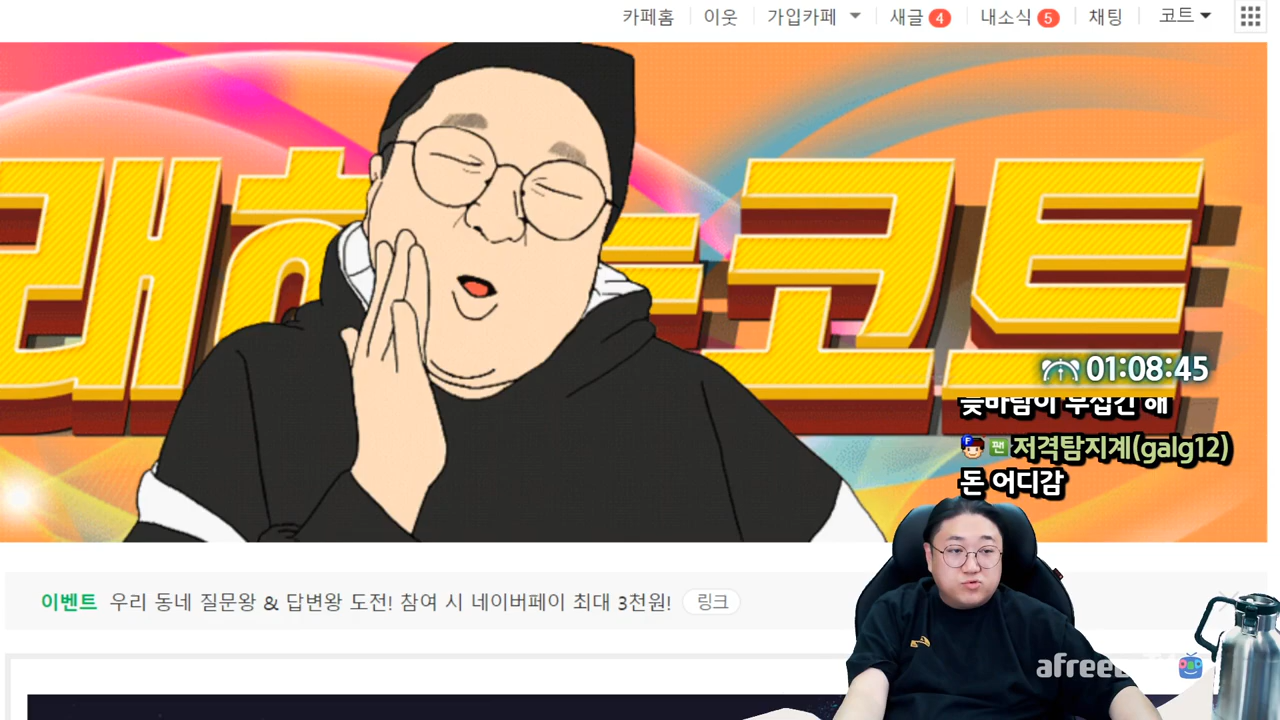 카페홈 이웃 가입카페 새글 4 내소식 5 채팅 코트
코트
01:08:45
팬 저격탐지계(galg12)
돈 어디감
이벤트 우리 동네 질문왕 & 답변왕 도전! 참여 시 네이버페이 최대 3천원! 링크